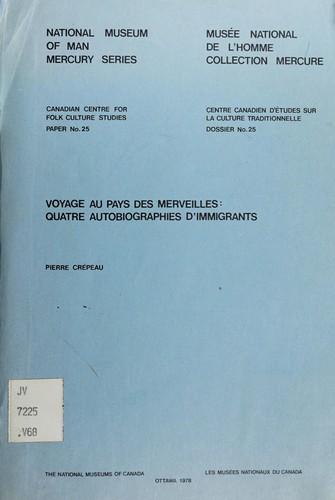 NATIONAL MUSEUM
OF MAN
MERCURY SERIES
MUSÉE NATIONAL
DE L'HOMME
COLLECTION MERCURE
CANADIAN CENTRE FOR
FOLK CULTURE STUDIES
PAPER No. 25
CENTRE CANADIEN D'ÉTUDES SUR
LA CULTURE TRADITIONNELLE
DOSSIER No. 25
VOYAGE AU PAYS DES MERVEILLES:
QUATRE AUTOBIOGRAPHIES D'IMMIGRANTS
PIERRE CRÉPEAU
JV
7225
.V68
THE NATIONAL MUSEUMS OF CANADA
LES MUSÉES NATIONAUX DU CANADA
OTTAWA, 1978